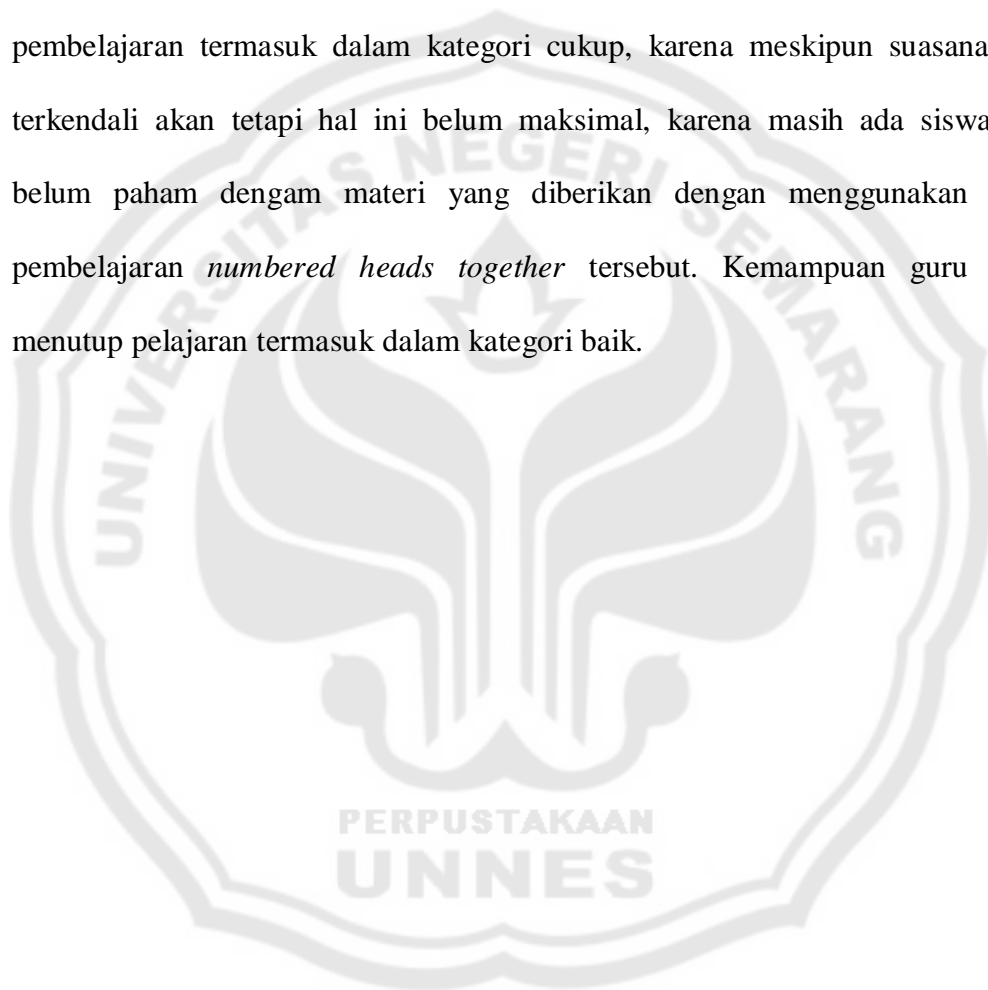 pembelajaran termasuk dalam kategori cukup, karena meskipun suasana
terkendali akan tetapi hal ini belum maksimal, karena masih ada siswa
belum paham dengam materi yang diberikan dengan menggunakan
pembelajaran numbered heads together tersebut. Kemampuan guru
menutup pelajaran termasuk dalam kategori baik.
UNIVERSITAS NEGERI SEMARANG
PERPUSTAKAAN
UNNES